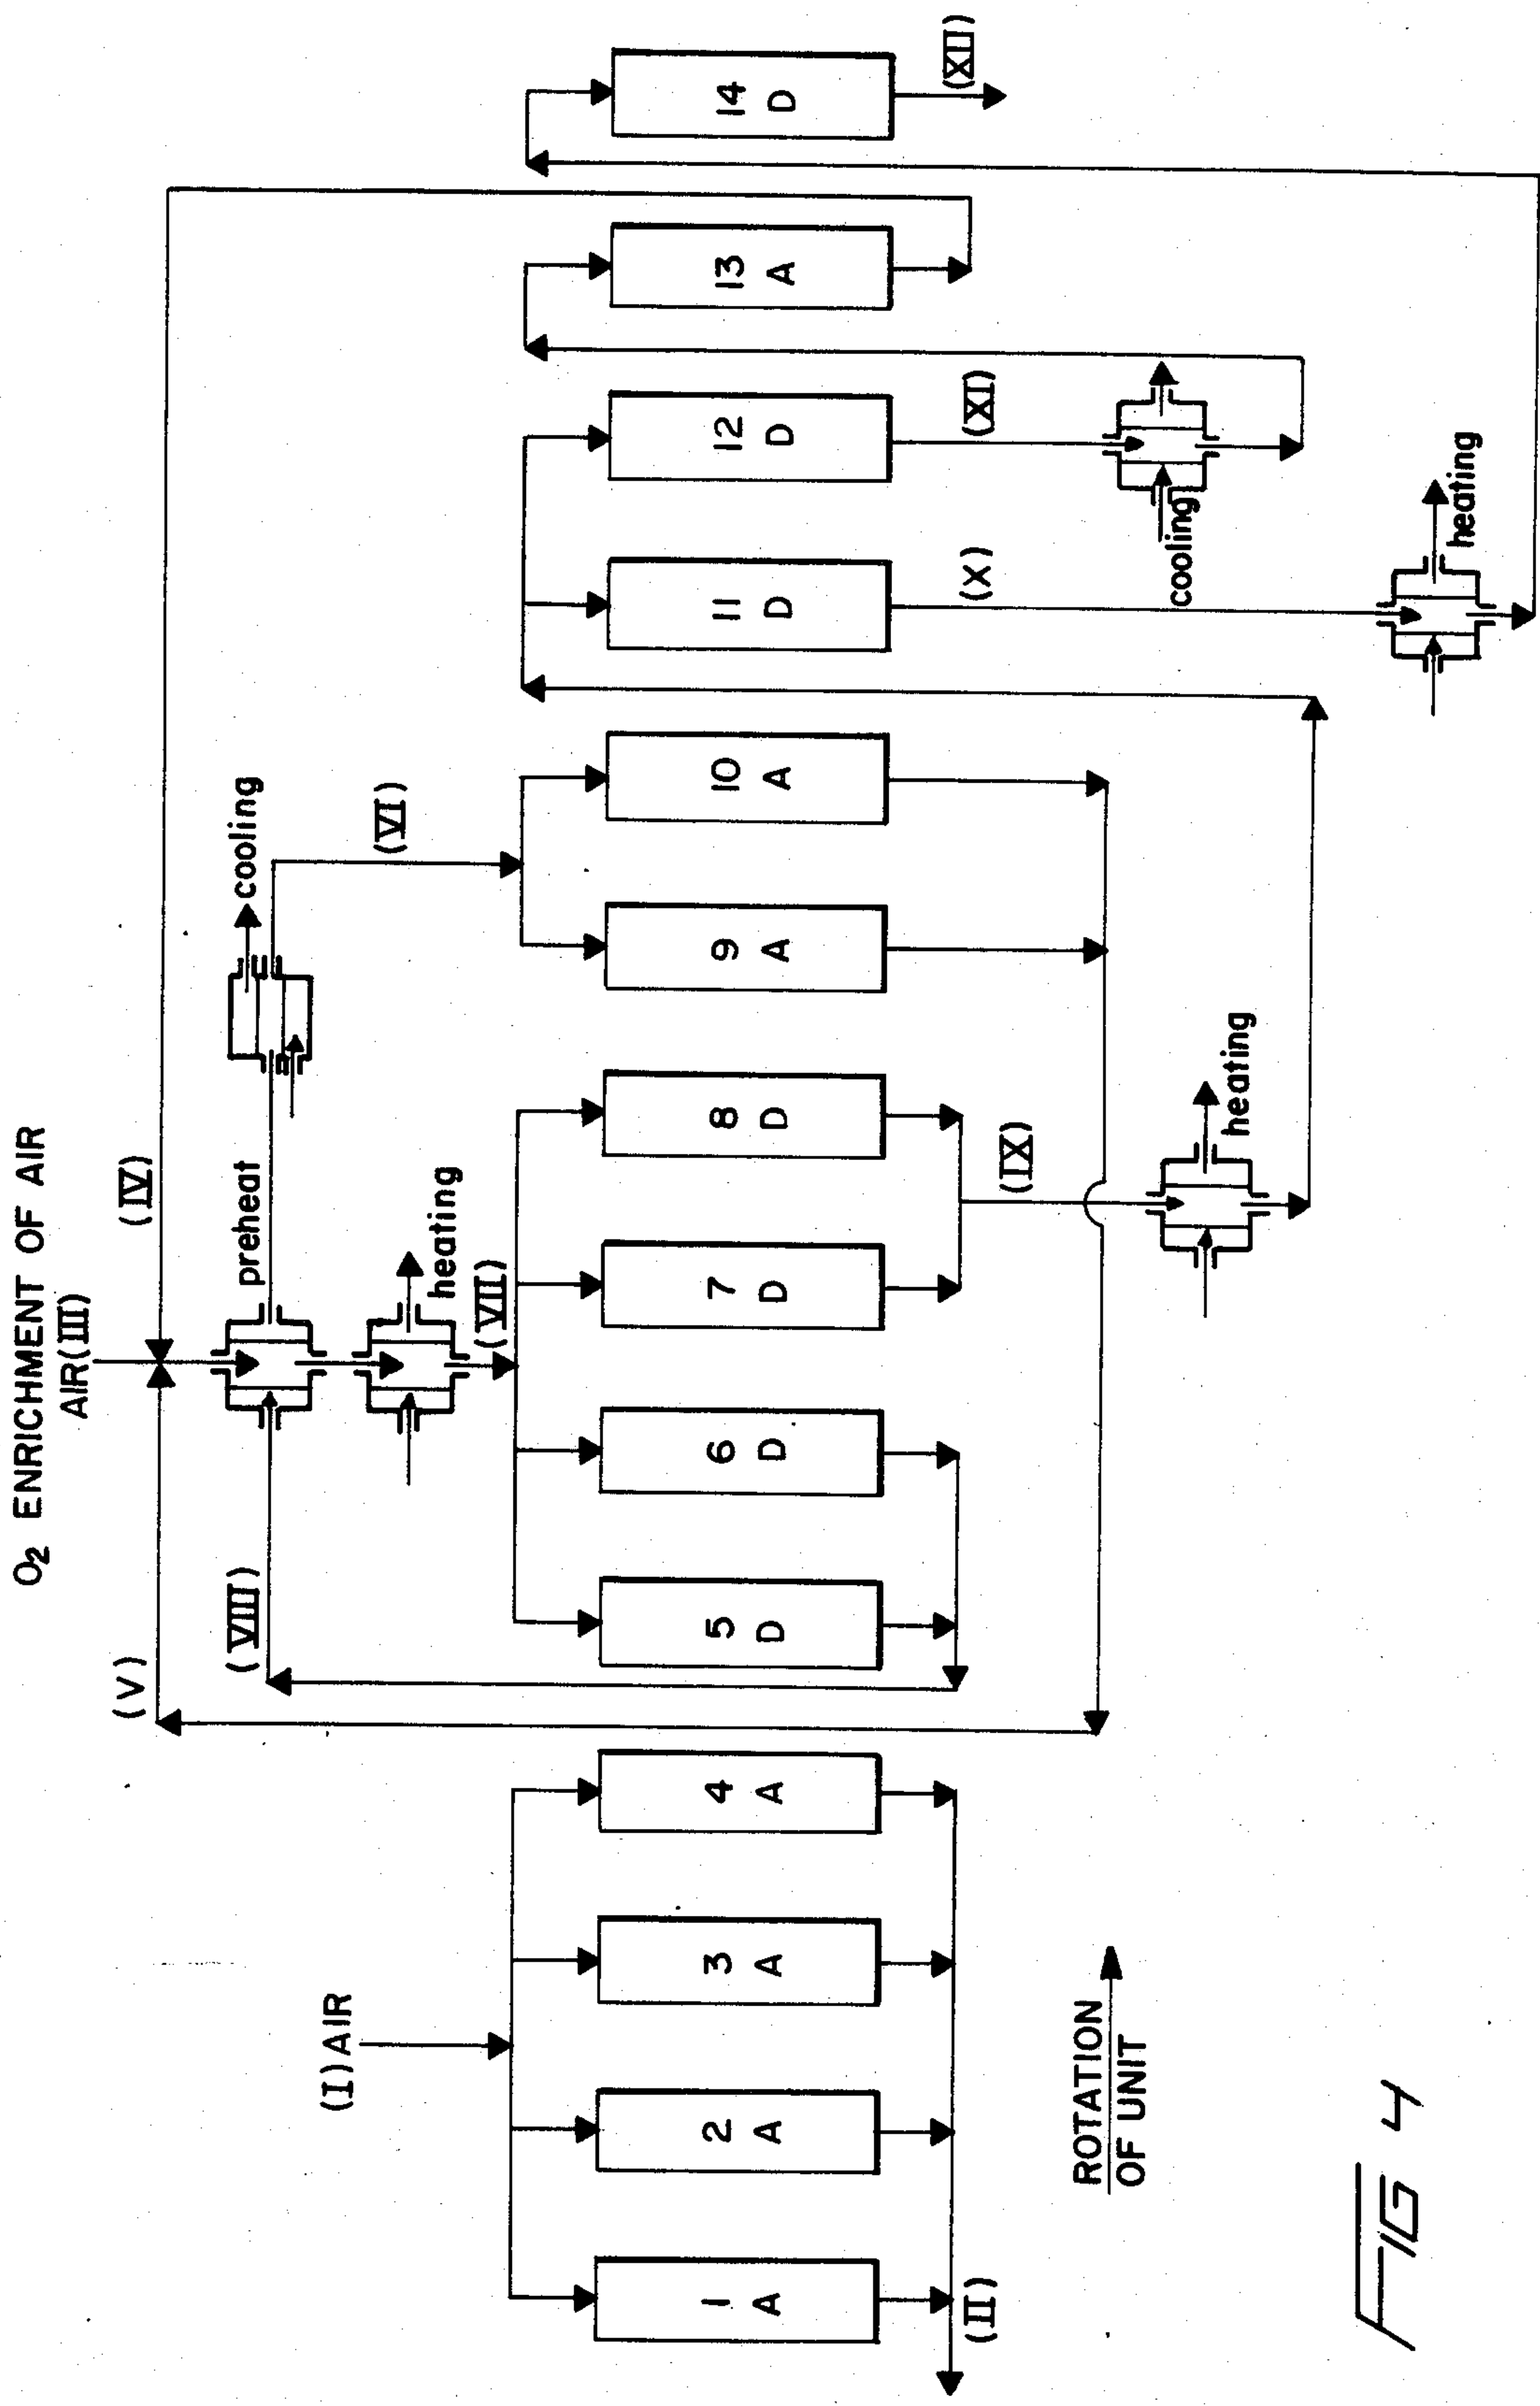 O2 ENRICHMENT OF AIR
AIR(III)
(IV)
(V)
preheat
cooling
(VIII)
heating
(VI)
(VII)
(I) AIR
1
A
2
A
3
A
4
A
5
D
6
D
7
D
8
D
9
A
10
A
11
D
12
D
13
A
14
D
(II)
(IX)
(X)
(XI)
(XII)
heating
cooling
heating
ROTATION
OF UNIT
FIG 4